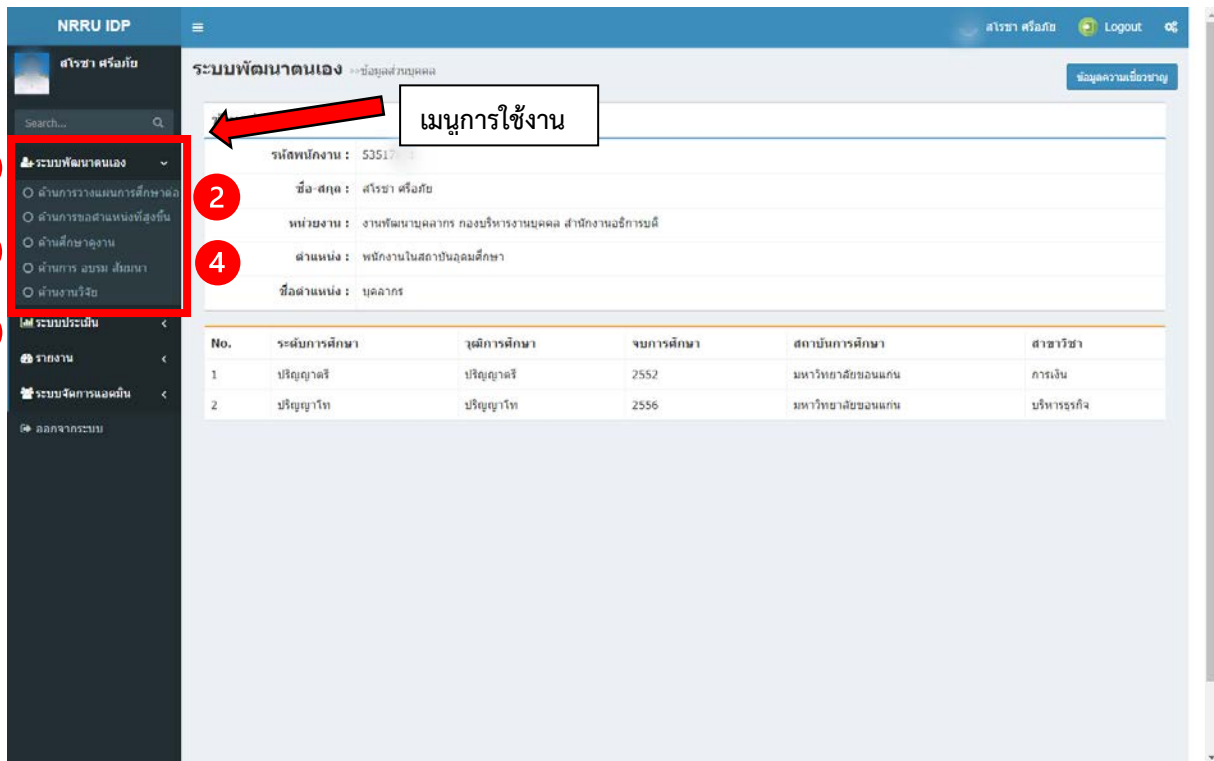 NRRU IDP
สโรชา ศรีอภัย
Logout
สโรชา ศรีอภัย
ระบบพัฒนาตนเอง >>ข้อมูลส่วนบุคคล
ข้อมูลความเชี่ยวชาญ
Search...
เมนูการใช้งาน
ระบบพัฒนาตนเอง
ด้านการวางแผนการศึกษาต่อ
ด้านการขอตำแหน่งที่สูงขึ้น
ด้านศึกษาดูงาน
ด้านการ อบรม สัมมนา
ด้านงานวิจัย
2
4
ระบบประเมิน
รายงาน
ระบบจัดการแอดมิน
ออกจากระบบ
รหัสพนักงาน : 53517
ชื่อ-สกุล : สโรชา ศรีอภัย
หน่วยงาน : งานพัฒนาบุคลากร กองบริหารงานบุคคล สำนักงานอธิการบดี
ตำแหน่ง : พนักงานในสถาบันอุดมศึกษา
ชื่อตำแหน่ง : บุคลากร
No. ระดับการศึกษา วุฒิการศึกษา จบการศึกษา สถาบันการศึกษา สาขาวิชา
1 ปริญญาตรี ปริญญาตรี 2552 มหาวิทยาลัยขอนแก่น การเงิน
2 ปริญญาโท ปริญญาโท 2556 มหาวิทยาลัยขอนแก่น บริหารธุรกิจ